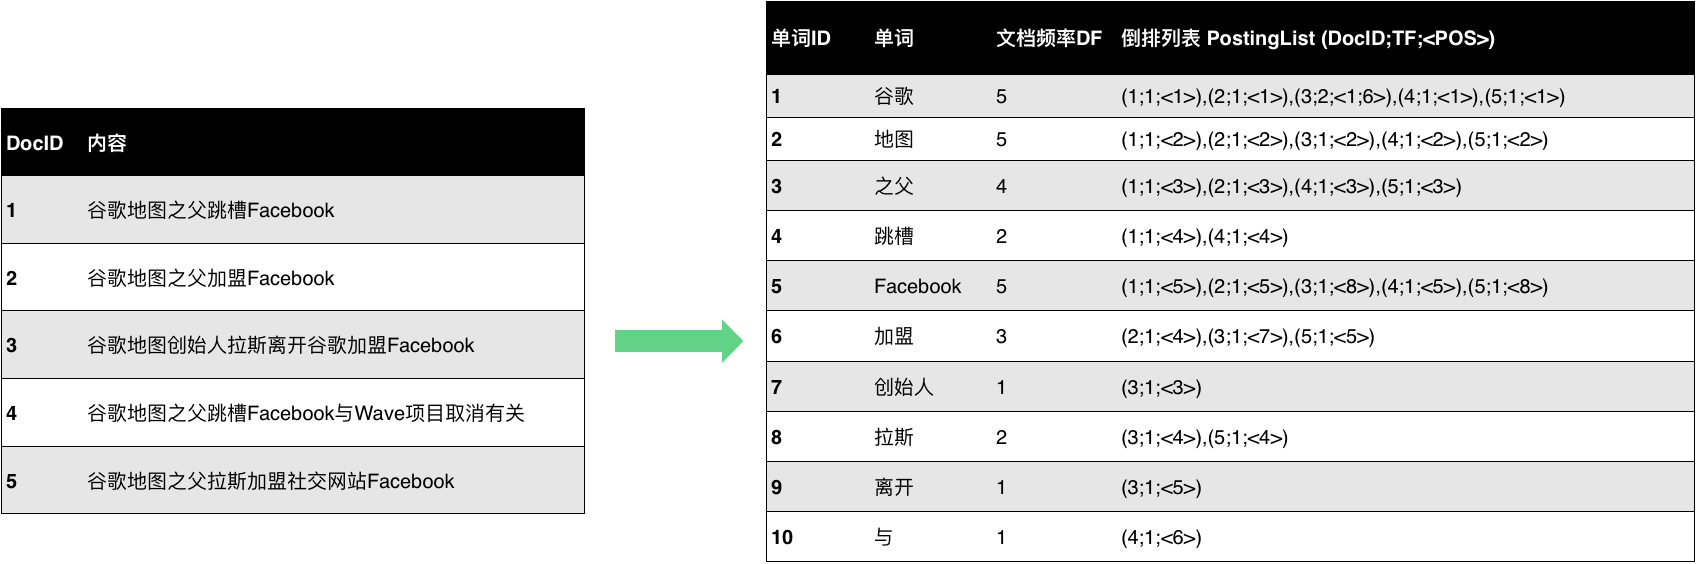 DocID 内容
1 谷歌地图之父跳槽Facebook
2 谷歌地图之父加盟Facebook
3 谷歌地图创始人拉斯离开谷歌加盟Facebook
4 谷歌地图之父跳槽Facebook与Wave项目取消有关
5 谷歌地图之父拉斯加盟社交网站Facebook
单词ID 单词 文档频率DF 倒排列表 PostingList (DocID;TF;<POS>)
1 谷歌 5 (1;1;<1>),(2;1;<1>),(3;2;<1;6>),(4;1;<1>),(5;1;<1>)
2 地图 5 (1;1;<2>),(2;1;<2>),(3;1;<2>),(4;1;<2>),(5;1;<2>)
3 之父 4 (1;1;<3>),(2;1;<3>),(4;1;<3>),(5;1;<3>)
4 跳槽 2 (1;1;<4>),(4;1;<4>)
5 Facebook 5 (1;1;<5>),(2;1;<5>),(3;1;<8>),(4;1;<5>),(5;1;<8>)
6 加盟 3 (2;1;<4>),(3;1;<7>),(5;1;<5>)
7 创始人 1 (3;1;<3>)
8 拉斯 2 (3;1;<4>),(5;1;<4>)
9 离开 1 (3;1;<5>)
10 与 1 (4;1;<6>)